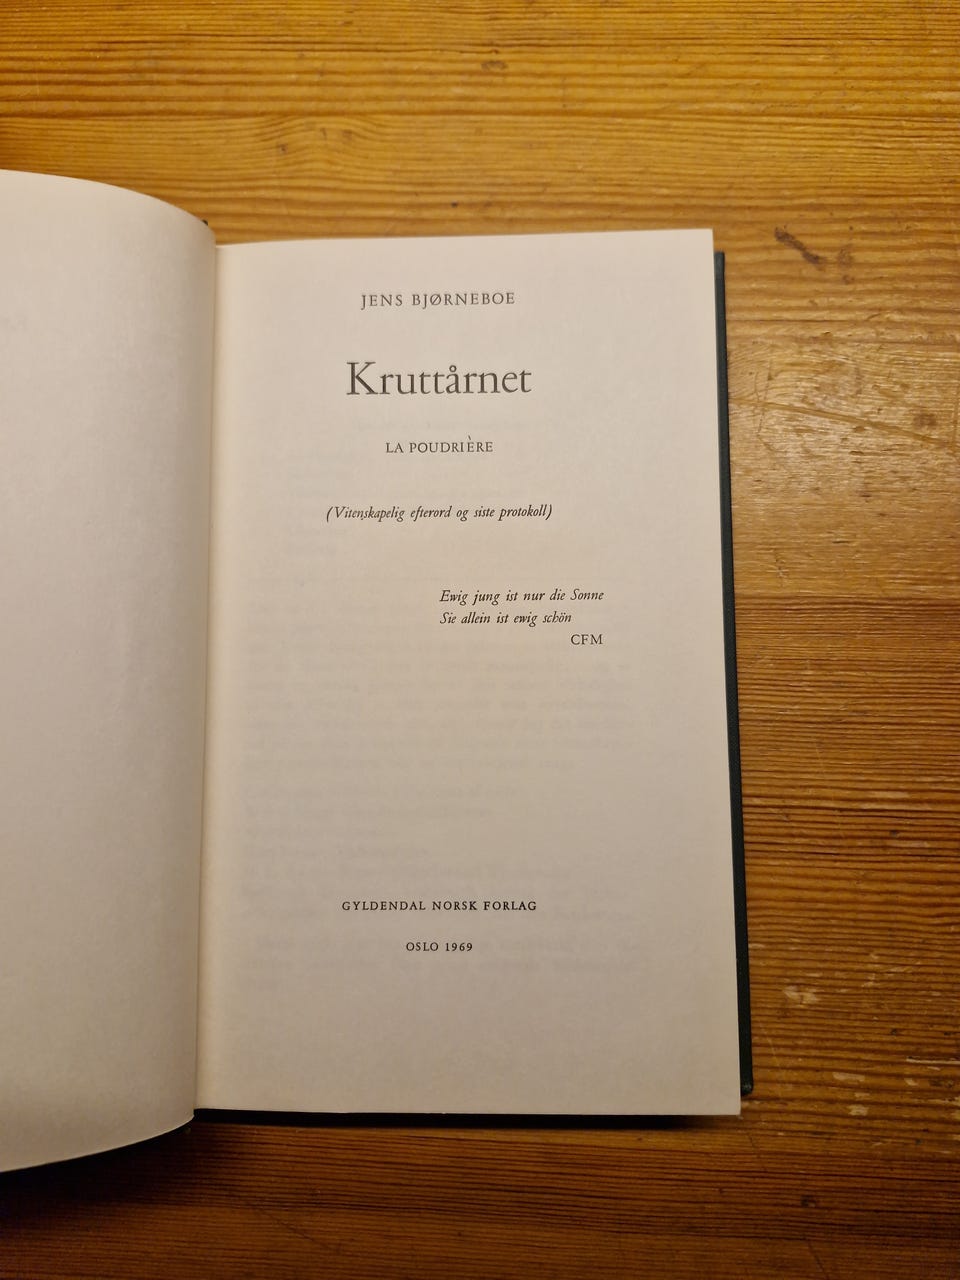 JENS BJØRNEBOE
Kruttårnet
LA POUDRIÈRE
(Vitenskapelig efterord og siste protokoll)
Ewig jung ist nur die Sonne
Sie allein ist ewig schön
CFM
GYLDENDAL NORSK FORLAG
OSLO 1969